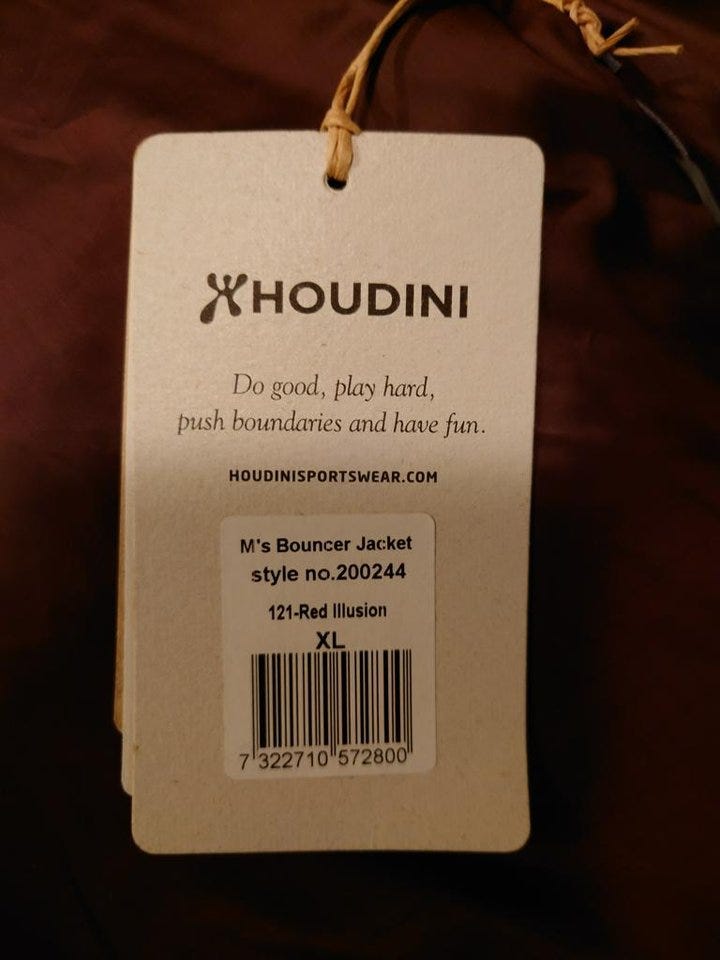 HOUDINI
Do good, play hard,
push boundaries and have fun.
HOUDINISPORTSWEAR.COM
M's Bouncer Jacket
style no.200244
121-Red Illusion
XL
7 322710 572800